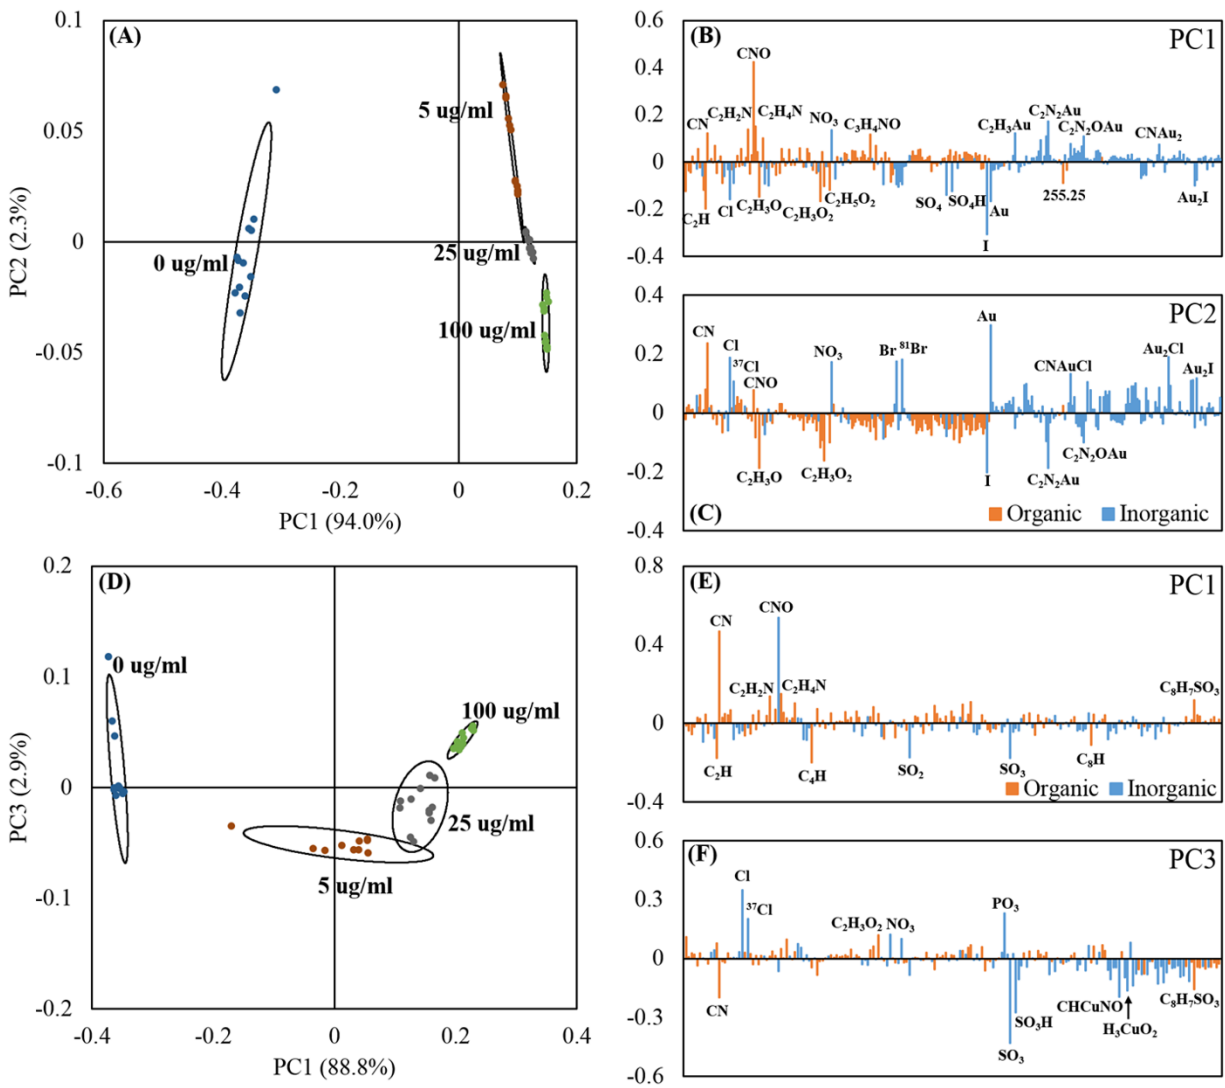 (A)
0.1
0.05
0
-0.05
-0.1
PC2 (2.3%)
5 ug/ml
25 ug/ml
0 ug/ml
100 ug/ml
-0.6
-0.4
-0.2
0
0.2
PC1 (94.0%)
(B)
PC1
0.6
0.4
0.2
0
-0.2
-0.4
CNO
CN
C₂H₂N
C₂H₄N
NO₃
C₃H₄NO
C₂H₃Au
C₂N₂Au
C₂N₂OAu
CNAu₂
C₂H
Cl
C₂H₃O
C₂H₃O₂
C₂H₅O₂
SO₄
SO₄H
Au
I
255.25
Au₂I
PC2
0.4
0.2
0
-0.2
-0.4
CN
Cl
³⁷Cl
CNO
NO₃
Br
⁸¹Br
Au
CNAuCl
Au₂Cl
Au₂I
C₂H₃O
C₂H₃O₂
I
C₂N₂Au
C₂N₂OAu
(C)
Organic
Inorganic
(D)
0.2
0.1
0
-0.1
-0.2
PC3 (2.9%)
0 ug/ml
100 ug/ml
25 ug/ml
5 ug/ml
-0.4
-0.2
0
0.2
0.4
PC1 (88.8%)
(E)
PC1
0.8
0.4
0
-0.4
CN
CNO
C₂H₂N
C₂H₄N
C₈H₇SO₃
C₂H
C₄H
SO₂
SO₃
C₈H
Organic
Inorganic
(F)
PC3
0.6
0.3
0
-0.3
-0.6
Cl
³⁷Cl
C₂H₃O₂
NO₃
PO₃
CN
SO₃H
SO₃
CHCuNO
H₃CuO₂
C₈H₇SO₃